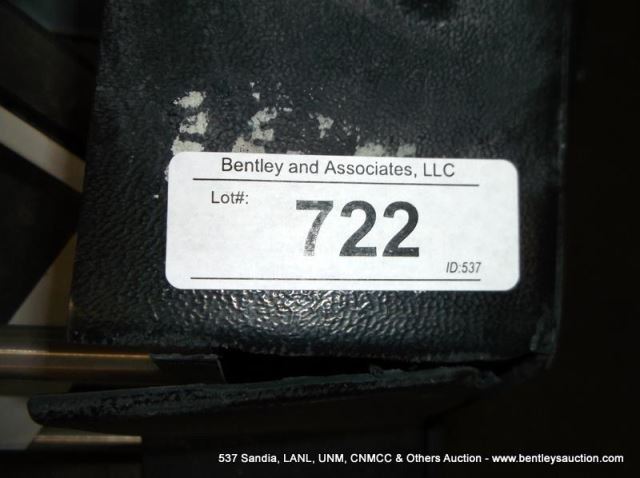 Bentley and Associates, LLC
Lot#:
722
ID:537
537 Sandia, LANL, UNM, CNMCC & Others Auction - www.bentleysauction.com